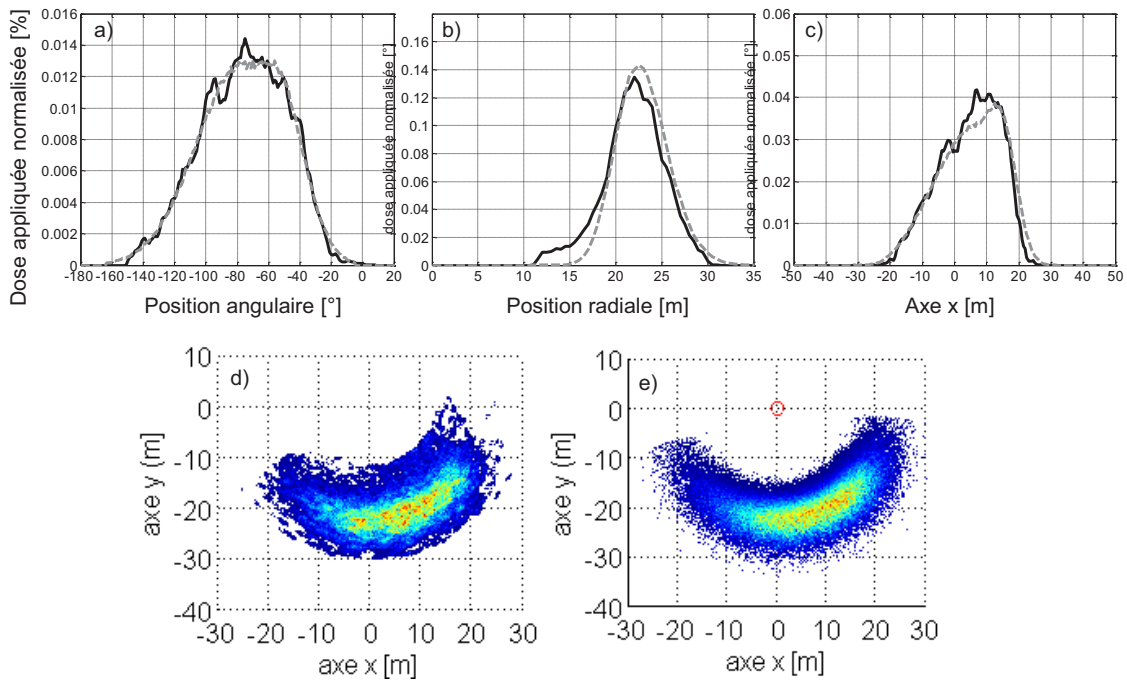 a)
b)
c)
Dose appliquée normalisée [%]
0.016
0.014
0.012
0.01
0.008
0.006
0.004
0.002
0
-180 -160 -140 -120 -100 -80 -60 -40 -20 0 20
Position angulaire [°]
dose appliquée normalisée [°]
0.20
0.16
0.14
0.12
0.10
0.08
0.06
0.04
0.02
0
0 5 10 15 20 25 30 35
Position radiale [m]
dose appliquée normalisée [°]
0.06
0.05
0.04
0.03
0.02
0.01
0
-50 -40 -30 -20 -10 0 10 20 30 40 50
Axe x [m]
d)
axe y (m)
10
0
-10
-20
-30
-40
-30 -20 -10 0 10 20 30
axe x [m]
e)
axe y (m)
10
0
-10
-20
-30
-40
-30 -20 -10 0 10 20 30
axe x [m]